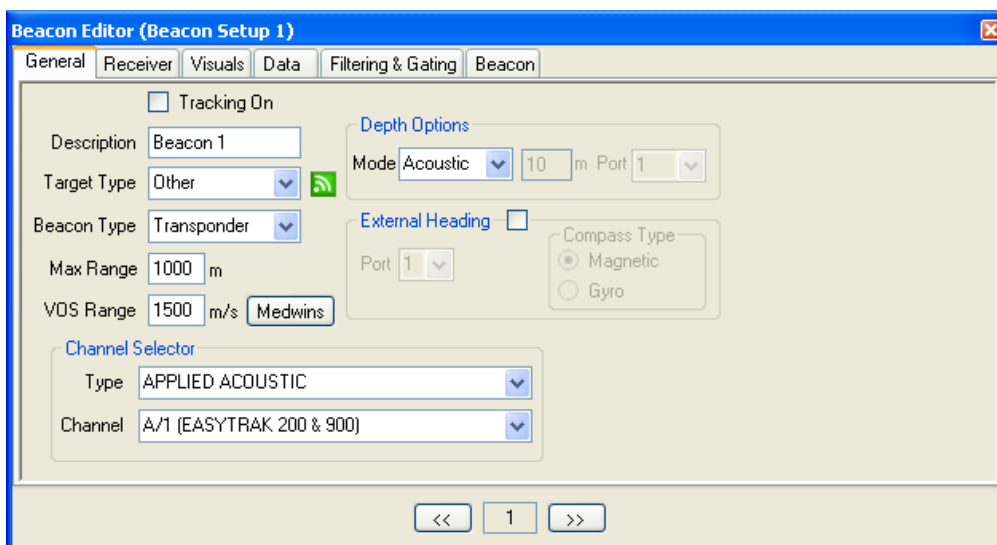 Beacon Editor (Beacon Setup 1)
General Receiver Visuals Data Filtering & Gating Beacon
Tracking On
Description Beacon 1
Target Type Other
Beacon Type Transponder
Max Range 1000 m
VOS Range 1500 m/s Medwins
Depth Options
Mode Acoustic 10 m Port 1
External Heading
Port 1
Compass Type
Magnetic
Gyro
Channel Selector
Type APPLIED ACOUSTIC
Channel A/1 (EASYTRAK 200 & 900)
<< 1 >>